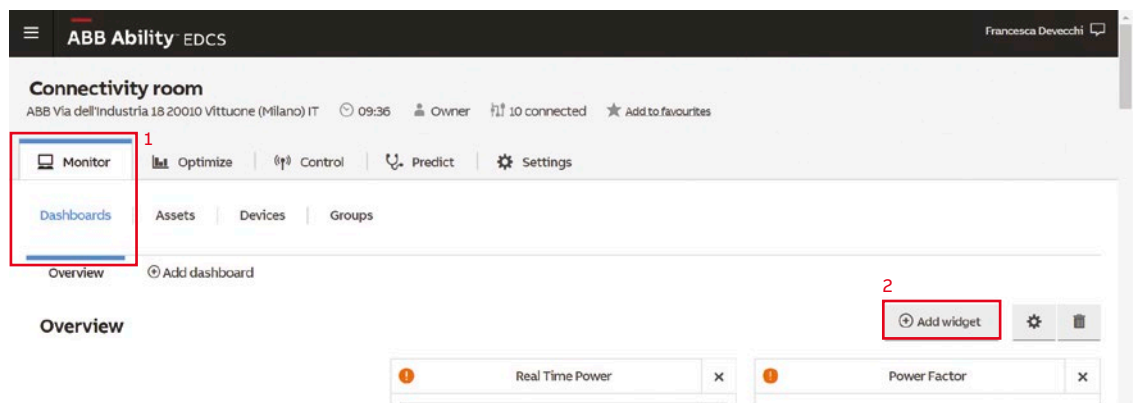 ABB Ability™ EDCS
Francesca Devecchi
Connectivity room
ABB Via dell'Industria 18 20010 Vittuone (Milano) IT 09:36 Owner 10 connected Add to favourites
1
Monitor Optimize Control Predict Settings
Dashboards Assets Devices Groups
Overview Add dashboard
2
Overview Add widget
Real Time Power Power Factor